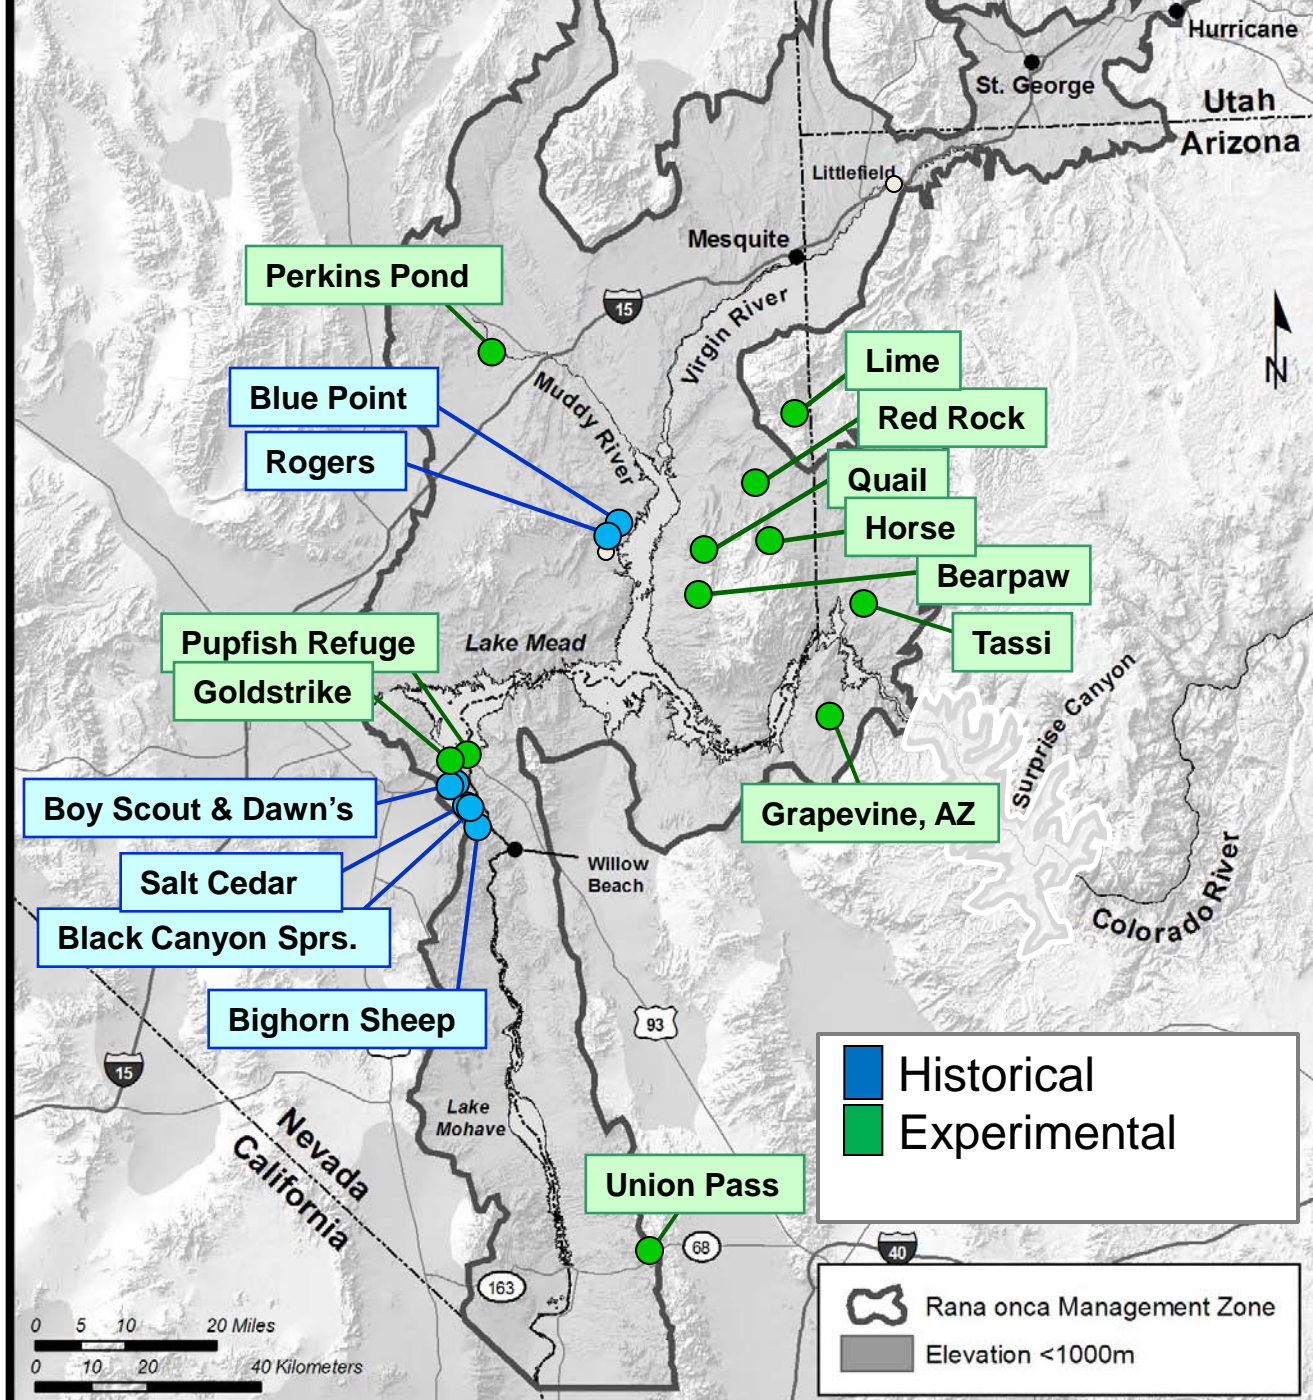 Hurricane
St. George
Utah
Arizona
Littlefield
Mesquite
Perkins Pond
15
Virgin River
N
Lime
Blue Point
Muddy River
Red Rock
Rogers
Quail
Horse
Bearpaw
Pupfish Refuge
Lake Mead
Tassi
Goldstrike
Surprise Canyon
Boy Scout & Dawn's
Grapevine, AZ
Willow
Beach
Salt Cedar
Colorado River
Black Canyon Sprs.
Bighorn Sheep
93
15
Historical
Experimental
Lake
Mohave
Nevada
California
Union Pass
68
40
163
Rana onca Management Zone
Elevation <1000m
0 5 10 20 Miles
0 10 20 40 Kilometers